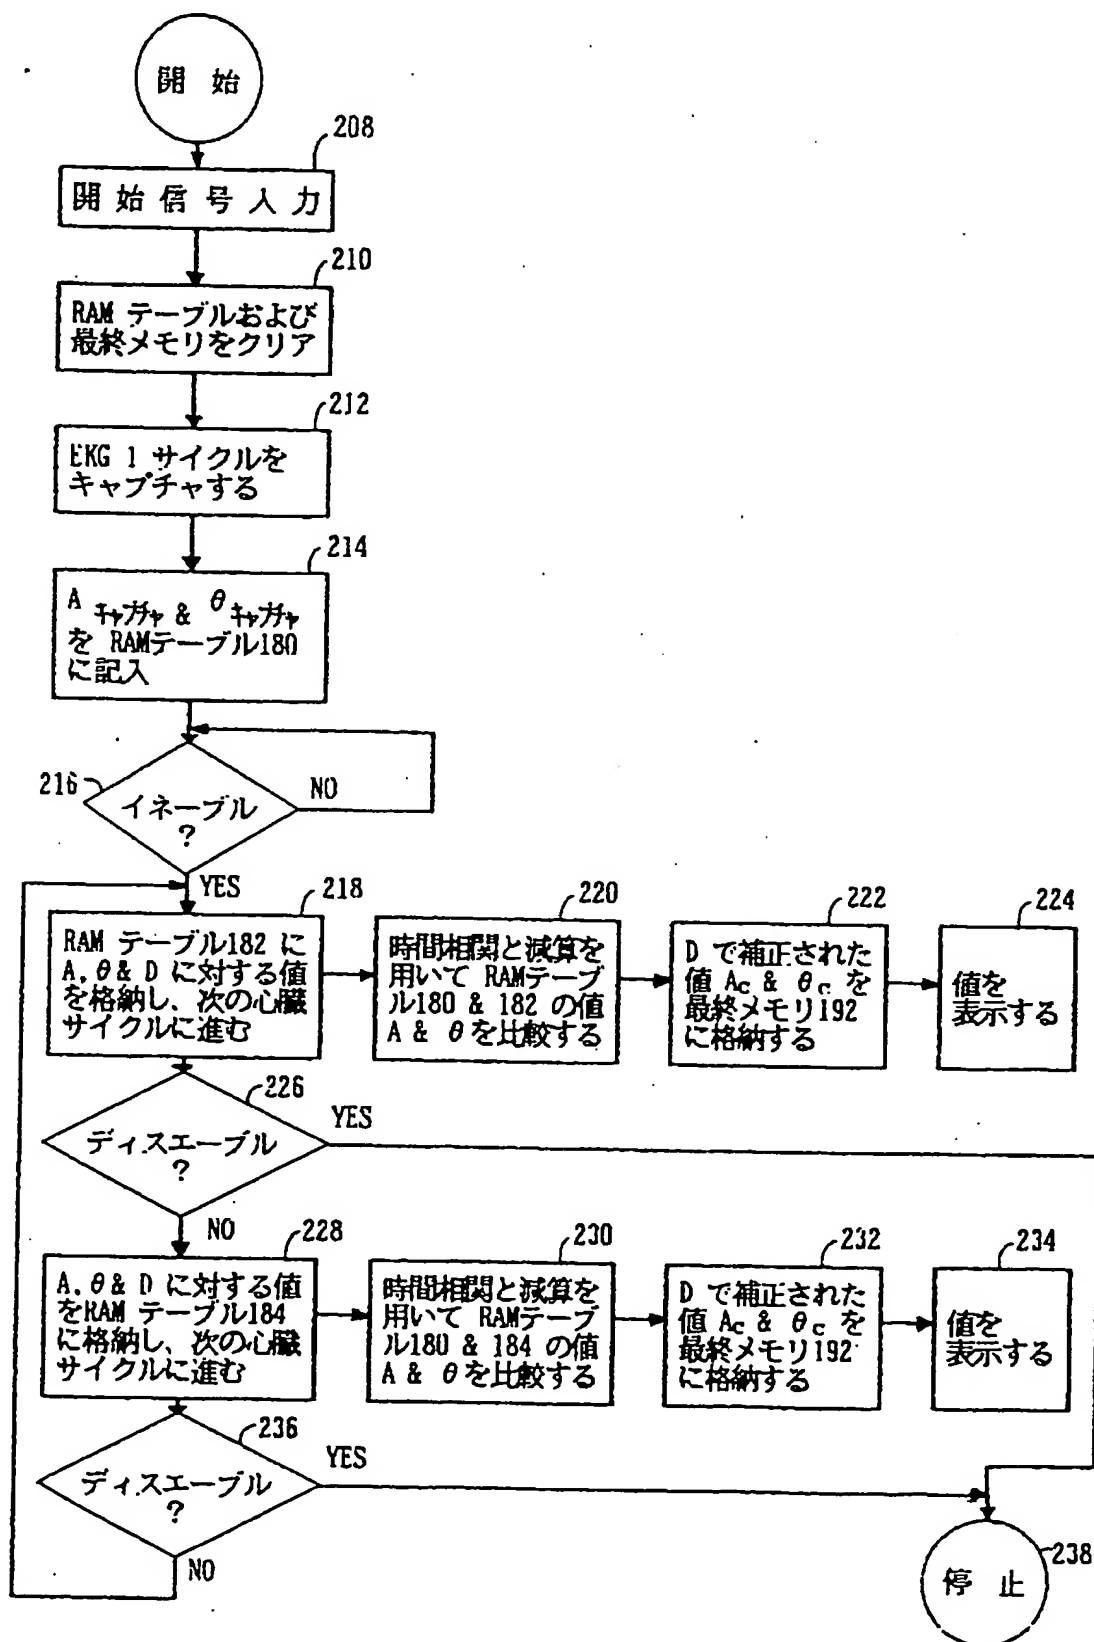 開 始
208
開 始 信 号 入 力
210
RAM テーブルおよび
最終メモリをクリア
212
EKG 1 サイクルを
キャプチャする
214
A キャプチャ & θ キャプチャ
を RAMテーブル180
に記入
216
イネーブル
?
NO
YES
218
RAM テーブル182 に
A. θ & D に対する値
を格納し、次の心臓
サイクルに進む
220
時間相関と減算を
用いて RAMテーブ
ル180 & 182 の値
A & θ を比較する
222
D で補正された
値 Ac & θc を
最終メモリ192
に格納する
224
値を
表示する
226
ディスエーブル
?
YES
NO
228
A. θ & D に対する値
をRAM テーブル184
に格納し、次の心臓
サイクルに進む
230
時間相関と減算を
用いて RAMテーブ
ル180 & 184 の値
A & θ を比較する
232
D で補正された
値 Ac & θc を
最終メモリ192
に格納する
234
値を
表示する
236
ディスエーブル
?
YES
NO
停 止
238